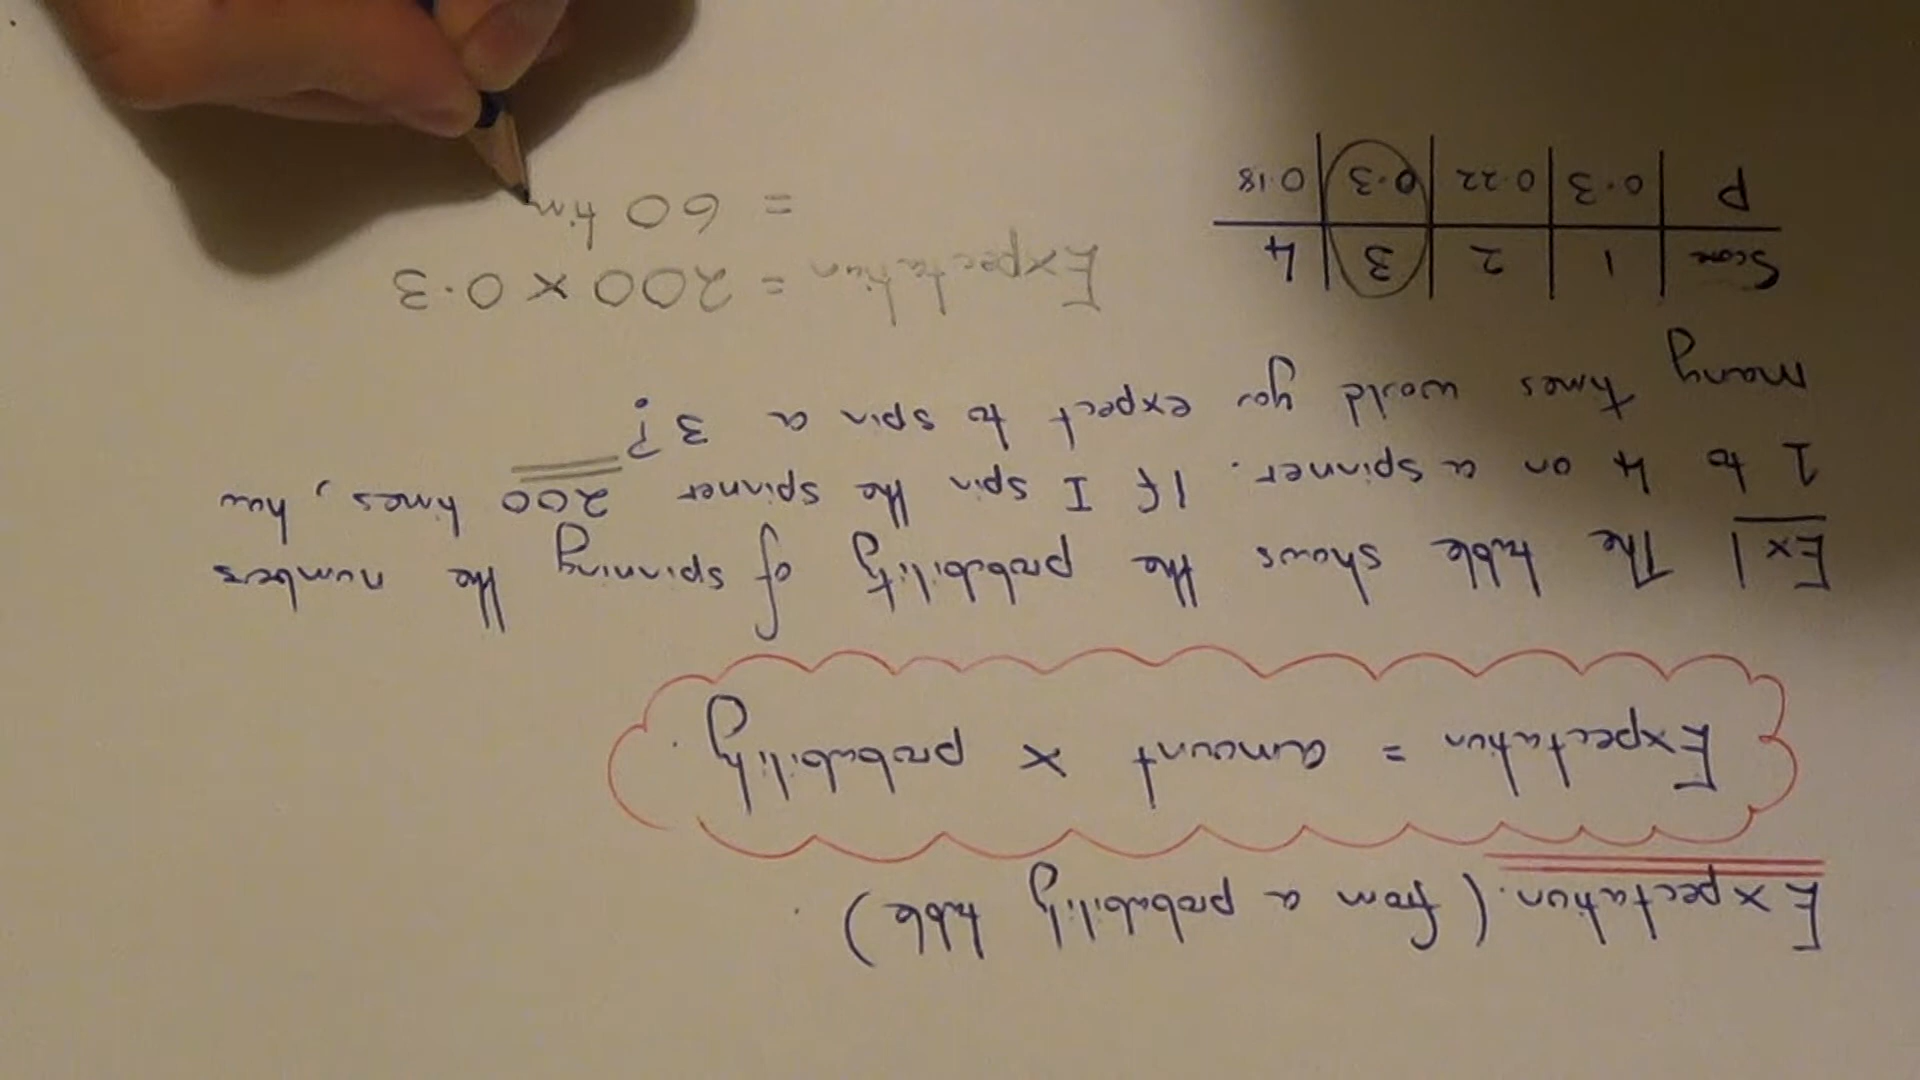 Expectation. (from a probability table).
Expectation = amount x probability.
Ex1 The table shows the probability of spinning the numbers
1 to 4 on a spinner. If I spin the spinner 200 times, how
many times would you expect to spin a 3?
Score 1 2 3 4
P 0.3 0.22 0.3 0.18
Expectation = 200 x 0.3
= 60 tim